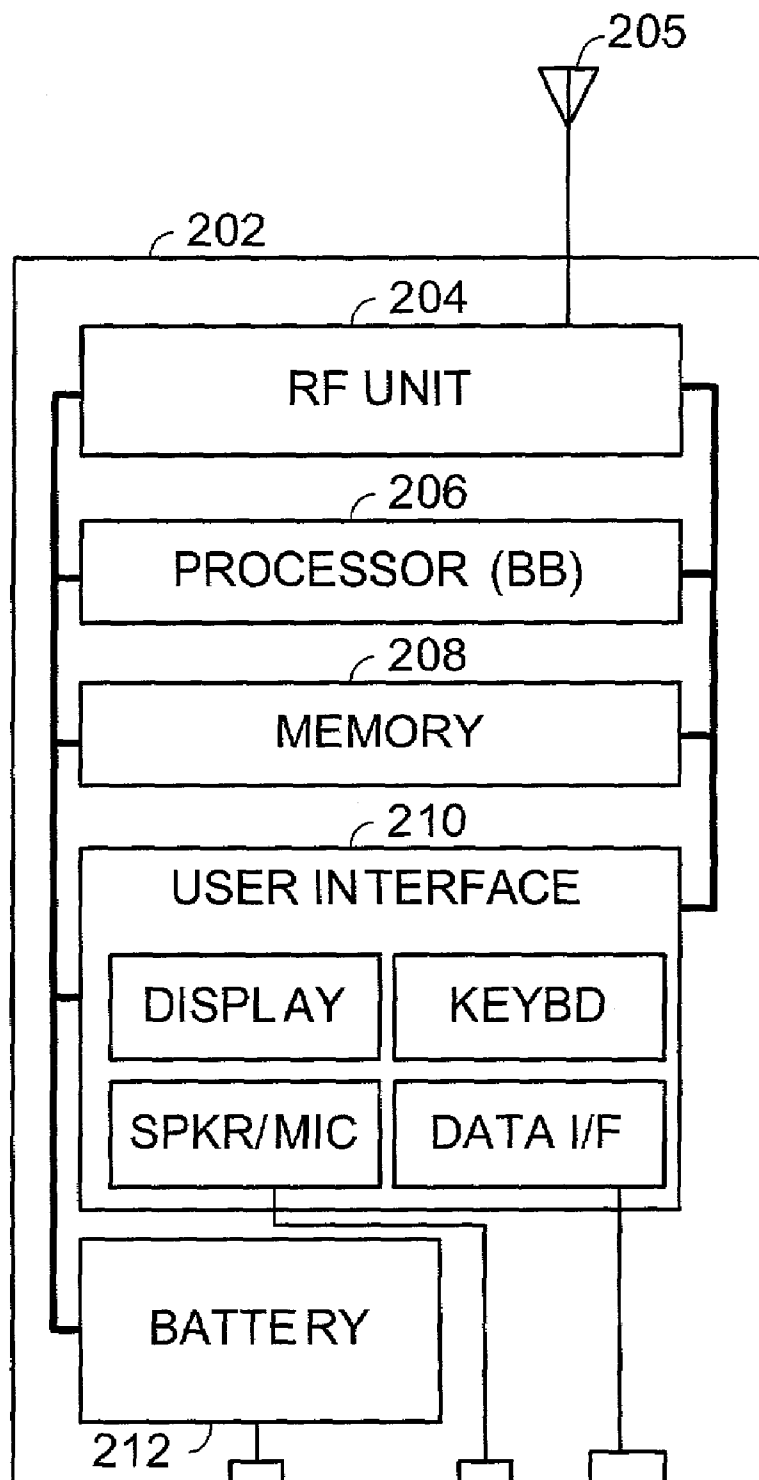 205
202
204
RF UNIT
206
PROCESSOR (BB)
208
MEMORY
210
USER INTERFACE
DISPLAY KEYBD
SPKR/MIC DATA I/F
BATTERY
212